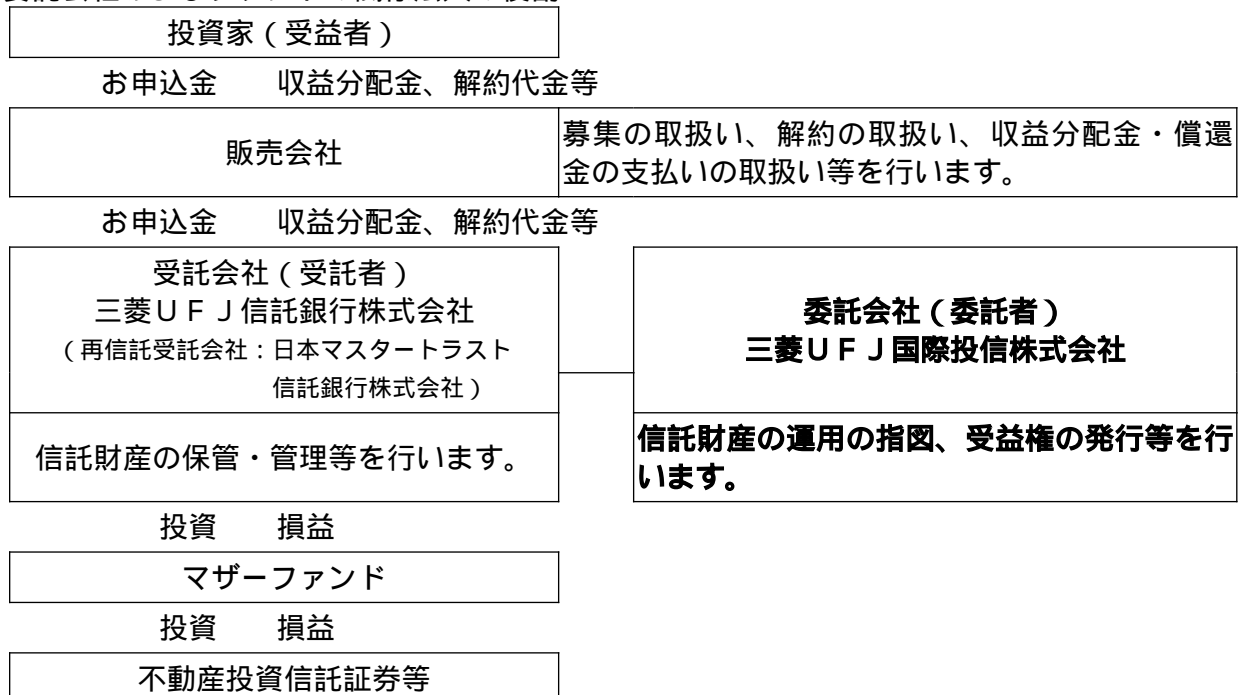 投資家（受益者）
お申込金　　収益分配金、解約代金等
販売会社
募集の取扱い、解約の取扱い、収益分配金・償還
金の支払いの取扱い等を行います。
お申込金　　収益分配金、解約代金等
受託会社（受託者）
三菱ＵＦＪ信託銀行株式会社
（再信託受託会社：日本マスタートラスト
信託銀行株式会社）
委託会社（委託者）
三菱ＵＦＪ国際投信株式会社
信託財産の保管・管理等を行います。
信託財産の運用の指図、受益権の発行等を行
います。
投資　　損益
マザーファンド
投資　　損益
不動産投資信託証券等